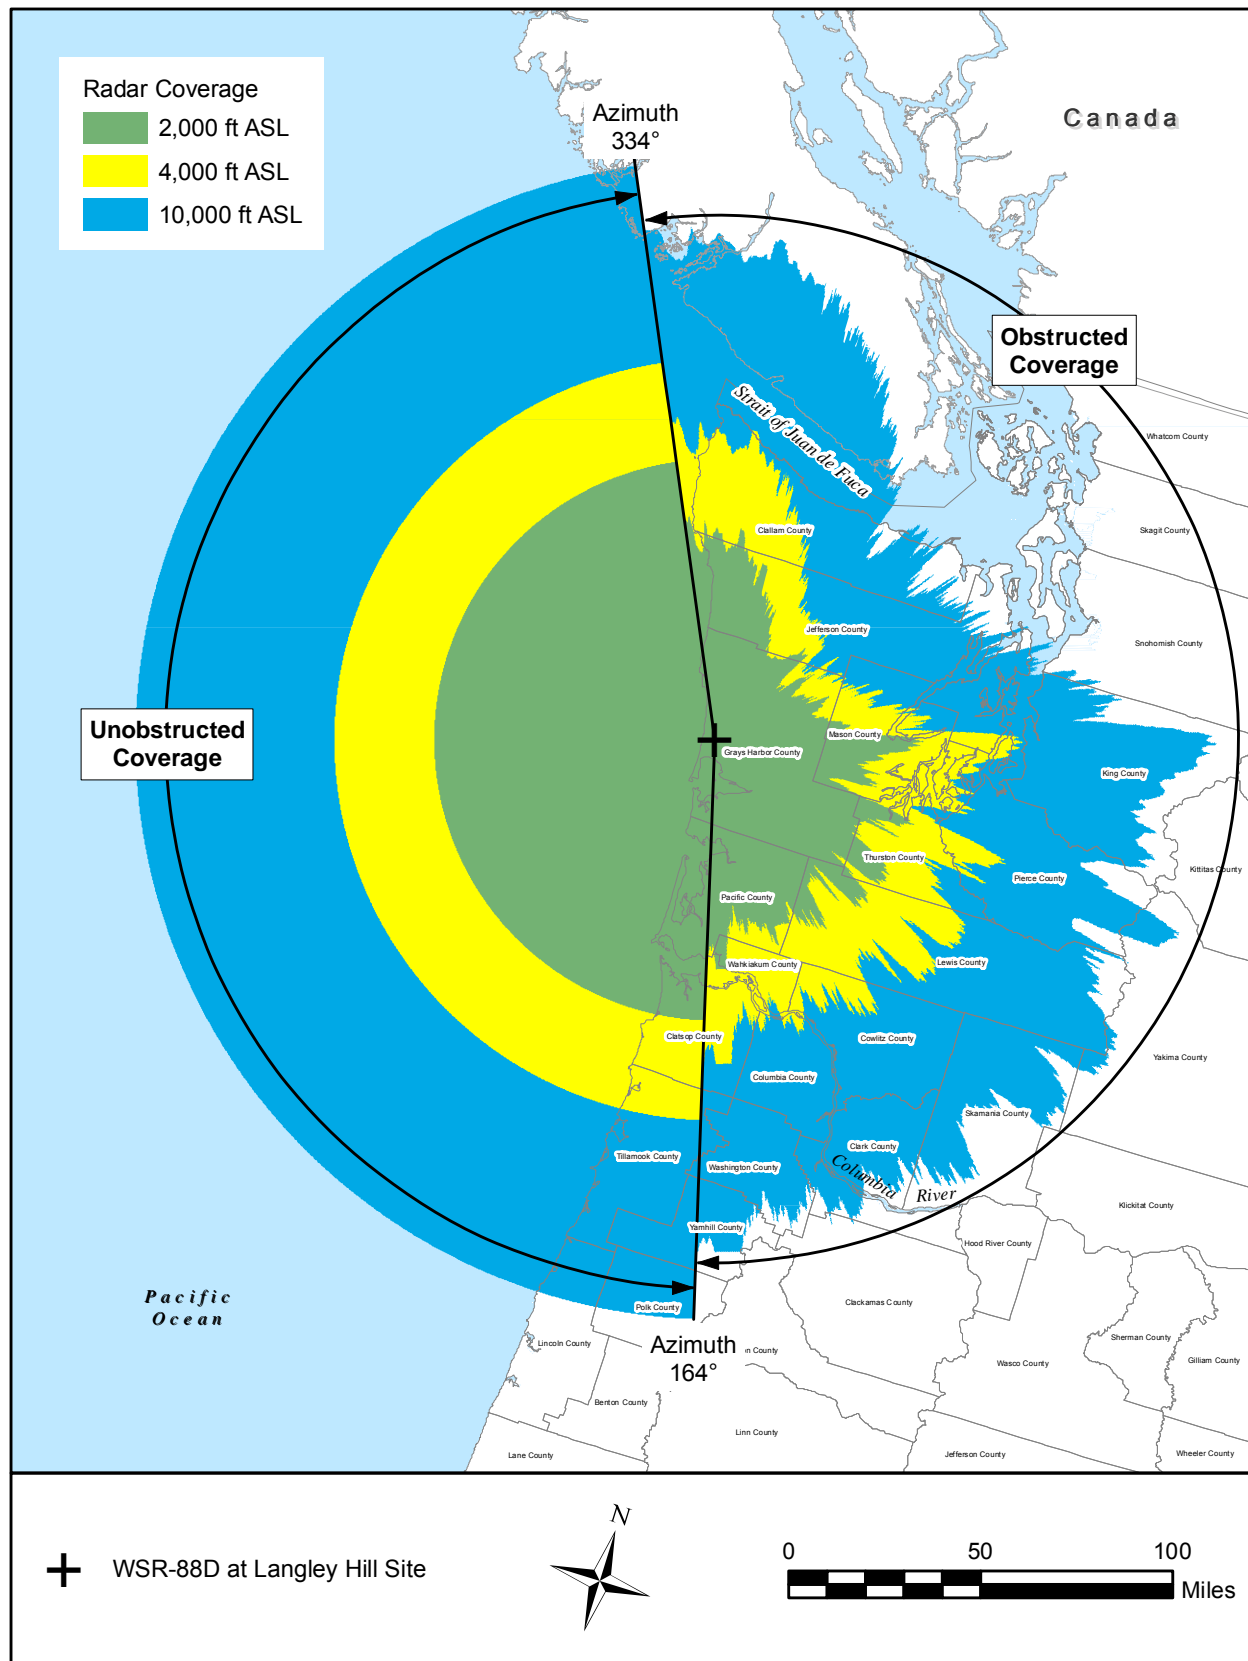 Radar Coverage
2,000 ft ASL
4,000 ft ASL
10,000 ft ASL
Azimuth
334°
Canada
Obstructed
Coverage
Strait of Juan de Fuca
Whatcom County
Skagit County
Clallam County
Jefferson County
Snohomish County
Unobstructed
Coverage
Mason County
Grays Harbor County
King County
Thurston County
Kittitas County
Pierce County
Pacific County
Wahkiakum County
Lewis County
Clatsop County
Cowlitz County
Yakima County
Columbia County
Skamania County
Clark County
Tillamook County
Washington County
Columbia
River
Klickitat County
Yamhill County
Hood River County
Pacific
Ocean
Polk County
Clackamas County
Lincoln County
Azimuth
164°
on County
Sherman County
Wasco County
Gilliam County
Benton County
Linn County
Lane County
Jefferson County
Wheeler County
WSR-88D at Langley Hill Site
N
0 50 100
Miles